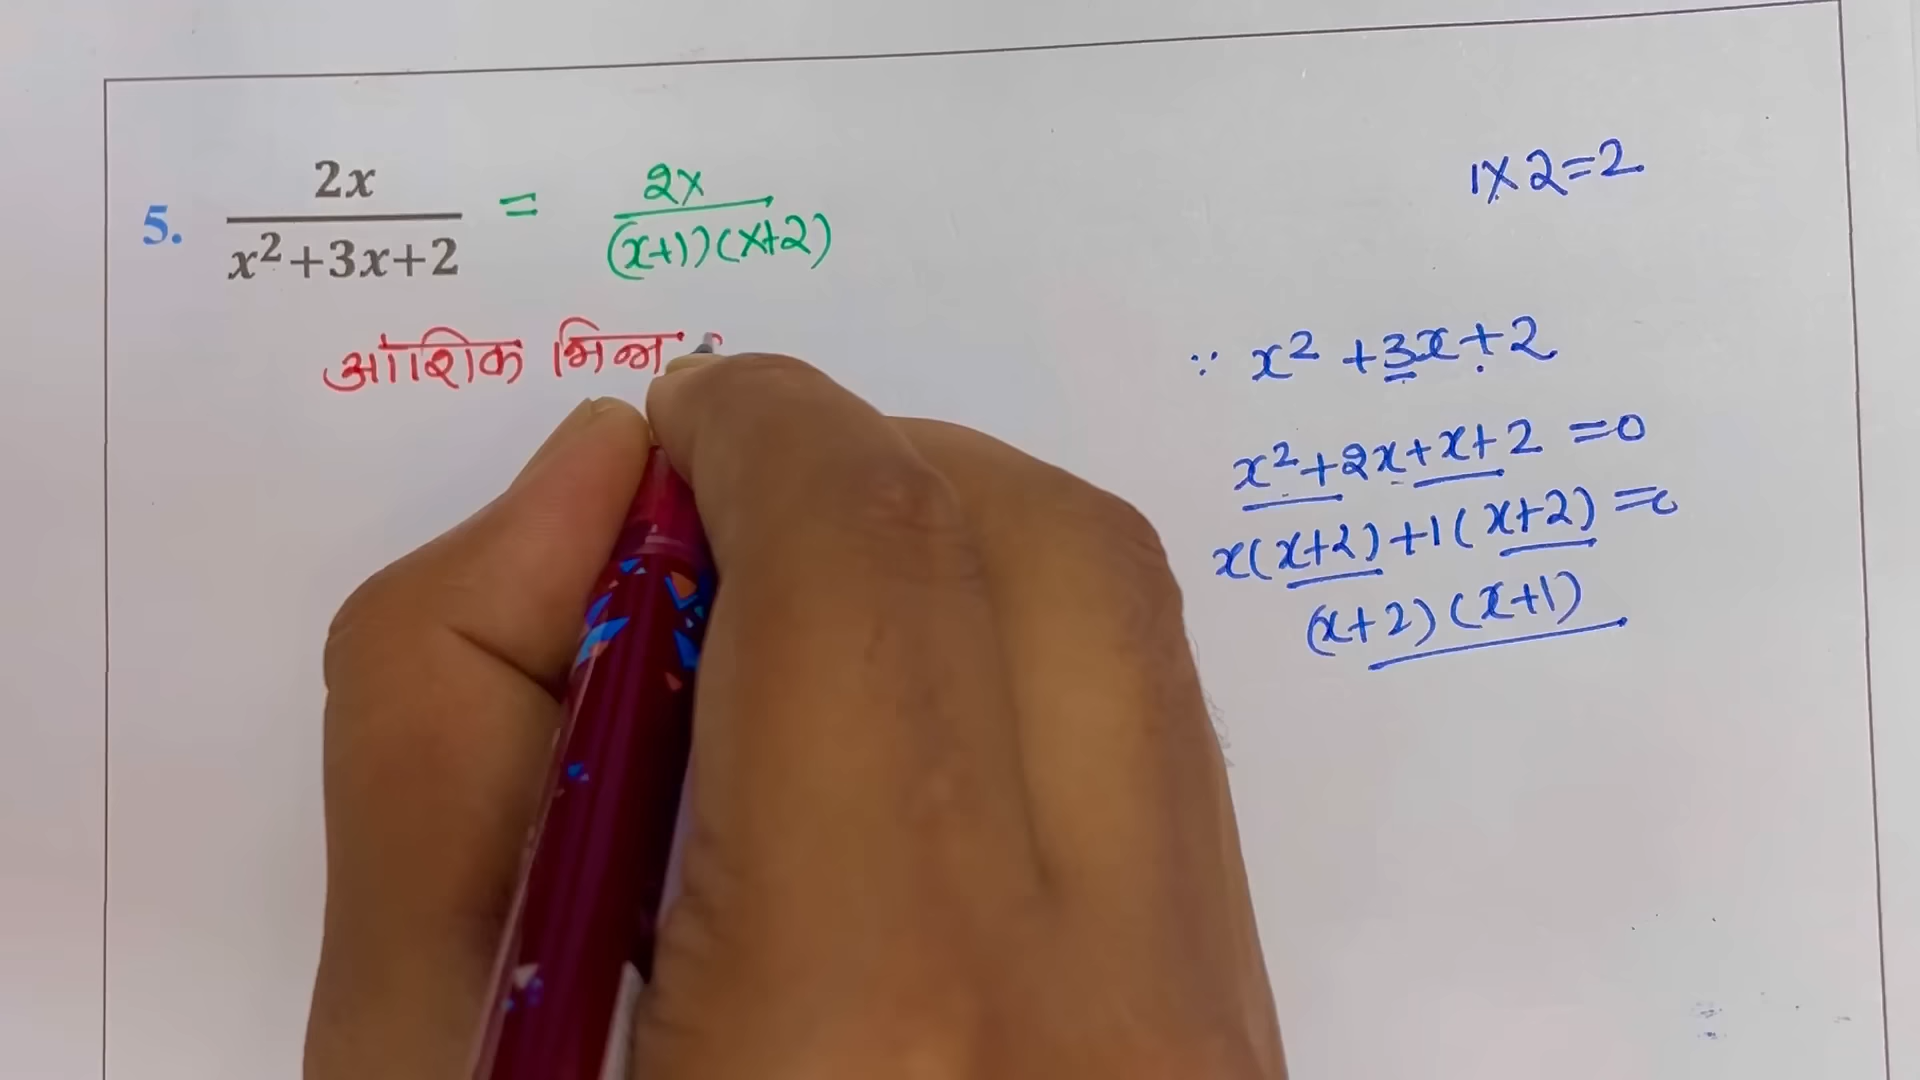 5. 2x / x²+3x+2 = 2x / (x+1)(x+2)
आंशिक भिन्न
1×2=2
∵ x² +3x+2
x²+2x+x+2 =0
x(x+2)+1(x+2)=0
(x+2)(x+1)